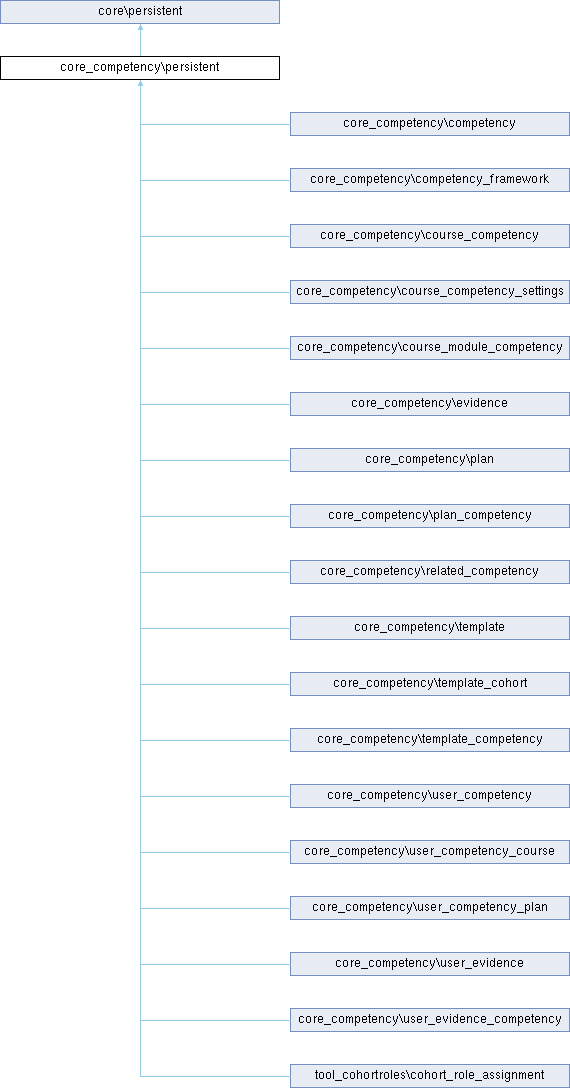 core\persistent
core_competency\persistent
core_competency\competency
core_competency\competency_framework
core_competency\course_competency
core_competency\course_competency_settings
core_competency\course_module_competency
core_competency\evidence
core_competency\plan
core_competency\plan_competency
core_competency\related_competency
core_competency\template
core_competency\template_cohort
core_competency\template_competency
core_competency\user_competency
core_competency\user_competency_course
core_competency\user_competency_plan
core_competency\user_evidence
core_competency\user_evidence_competency
tool_cohortroles\cohort_role_assignment